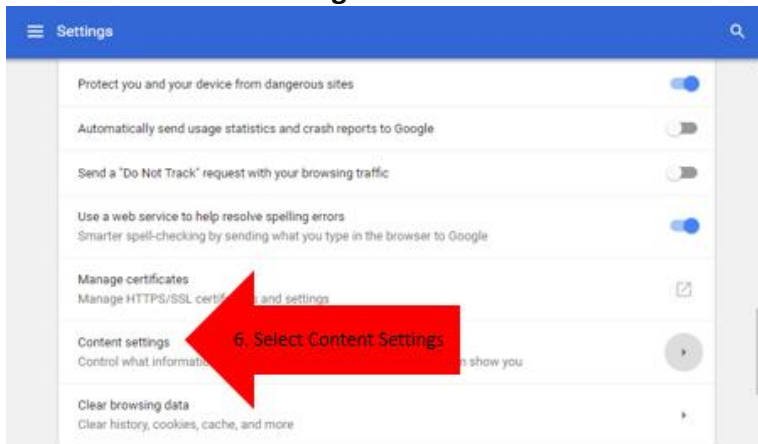 Settings
Protect you and your device from dangerous sites
Automatically send usage statistics and crash reports to Google
Send a "Do Not Track" request with your browsing traffic
Use a web service to help resolve spelling errors
Smarter spell-checking by sending what you type in the browser to Google
Manage certificates
Manage HTTPS/SSL and settings
Content settings
6. Select Content Settings
Control what show you
Clear browsing data
Clear history, cookies, cache, and more